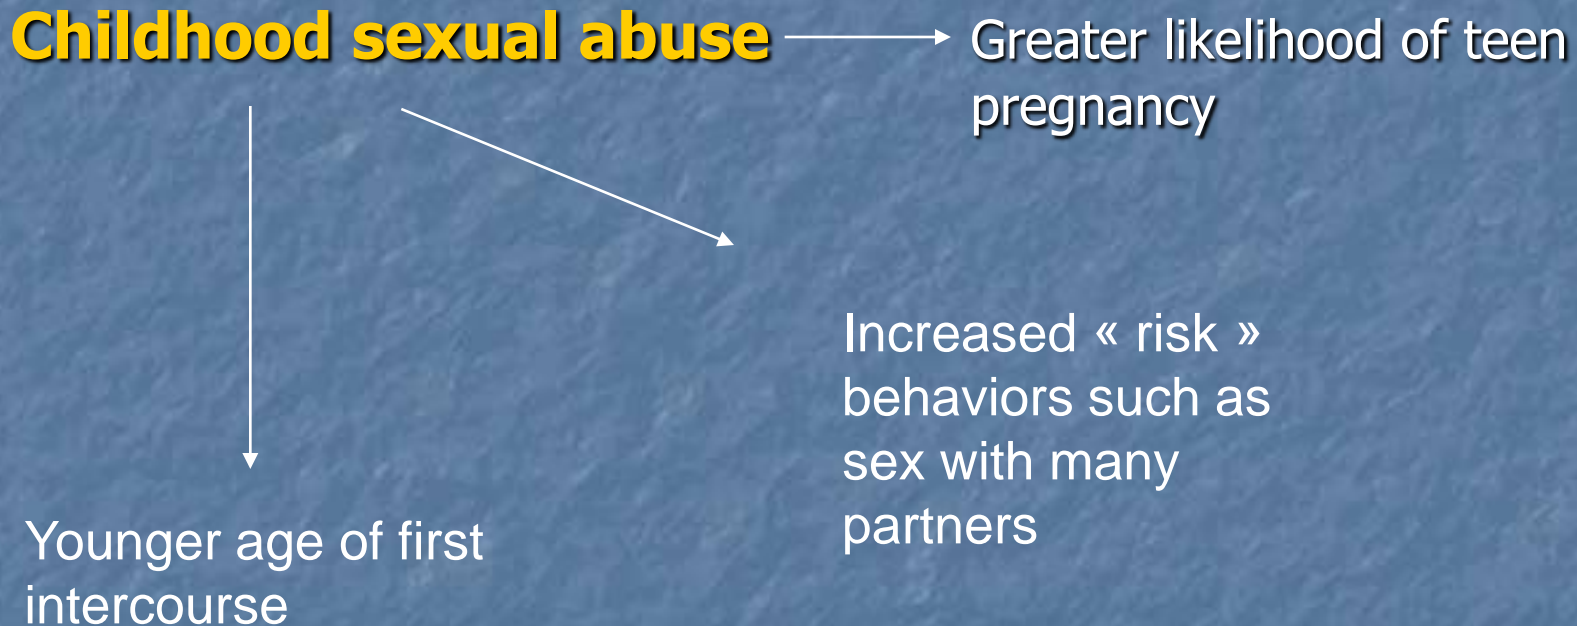 Childhood sexual abuse
Greater likelihood of teen
pregnancy
Increased « risk »
behaviors such as
sex with many
partners
Younger age of first
intercourse